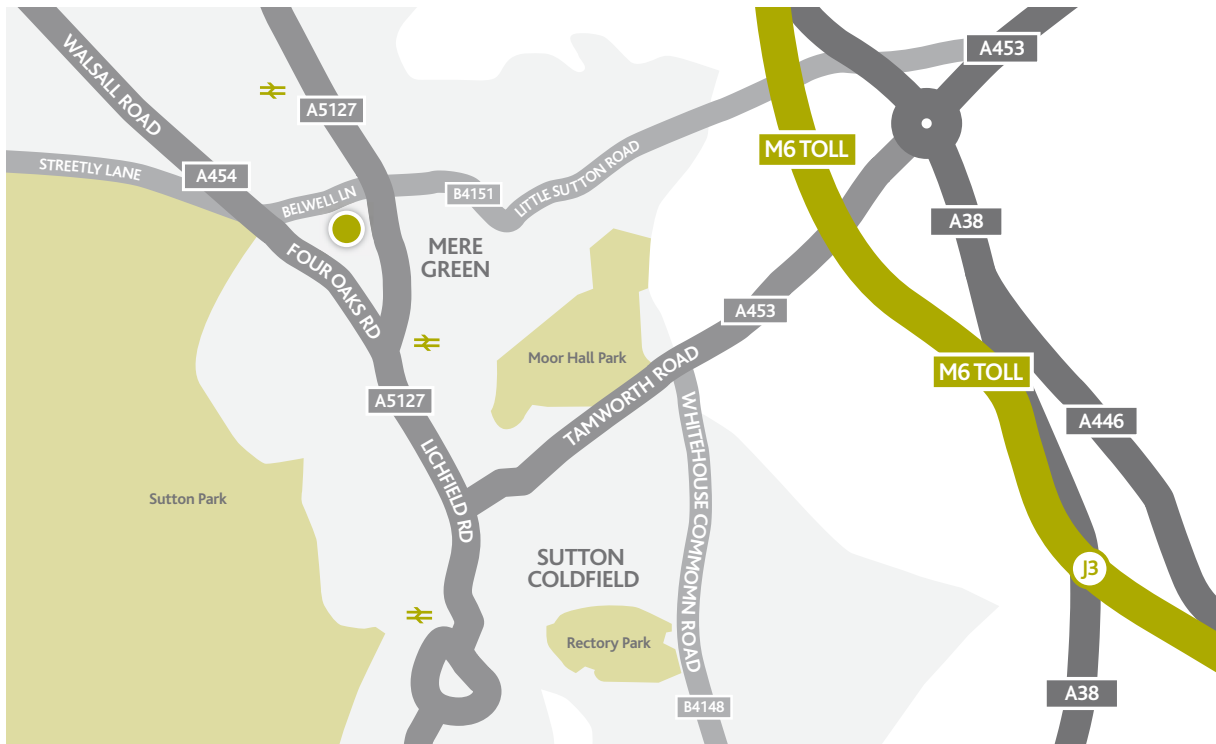 WALSALL ROAD
A5127
A453
M6 TOLL
STREETLY LANE
A454
BELWELL LN
B4151
LITTLE SUTTON ROAD
A38
MERE
GREEN
FOUR OAKS RD
A453
Moor Hall Park
M6 TOLL
A5127
TAMWORTH ROAD
A446
LICHFIELD RD
WHITEHOUSE COMMOMN ROAD
Sutton Park
SUTTON
COLDFIELD
J3
Rectory Park
A38
B4148